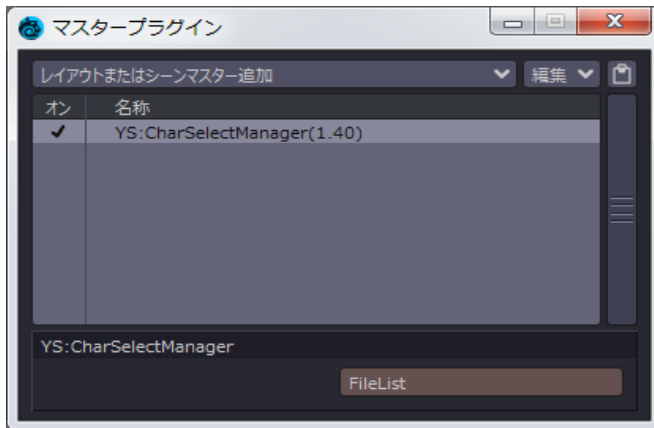 マスタープラグイン
レイアウトまたはシーンマスター追加 編集
オン 名称
YS:CharSelectManager(1.40)
YS:CharSelectManager
FileList